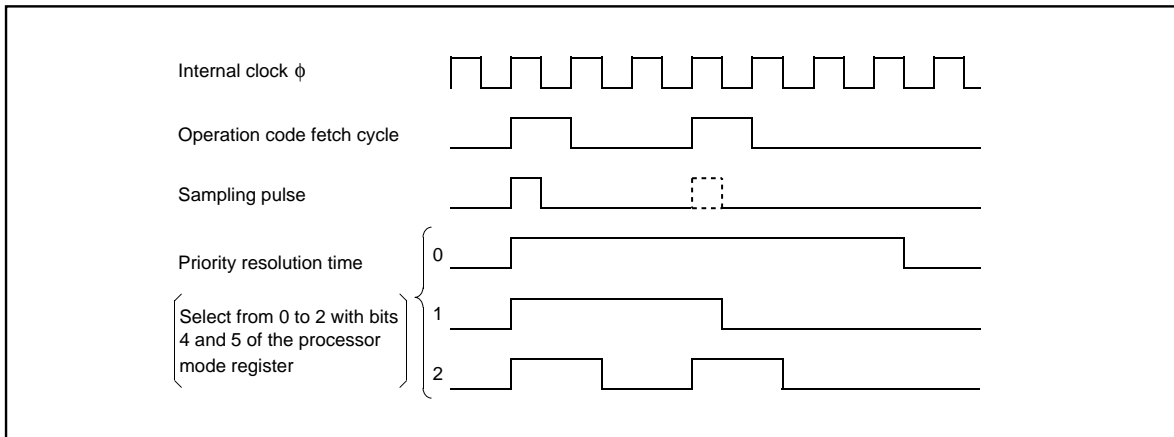 Internal clock ϕ
Operation code fetch cycle
Sampling pulse
Priority resolution time
0
Select from 0 to 2 with bits
4 and 5 of the processor
mode register
1
2